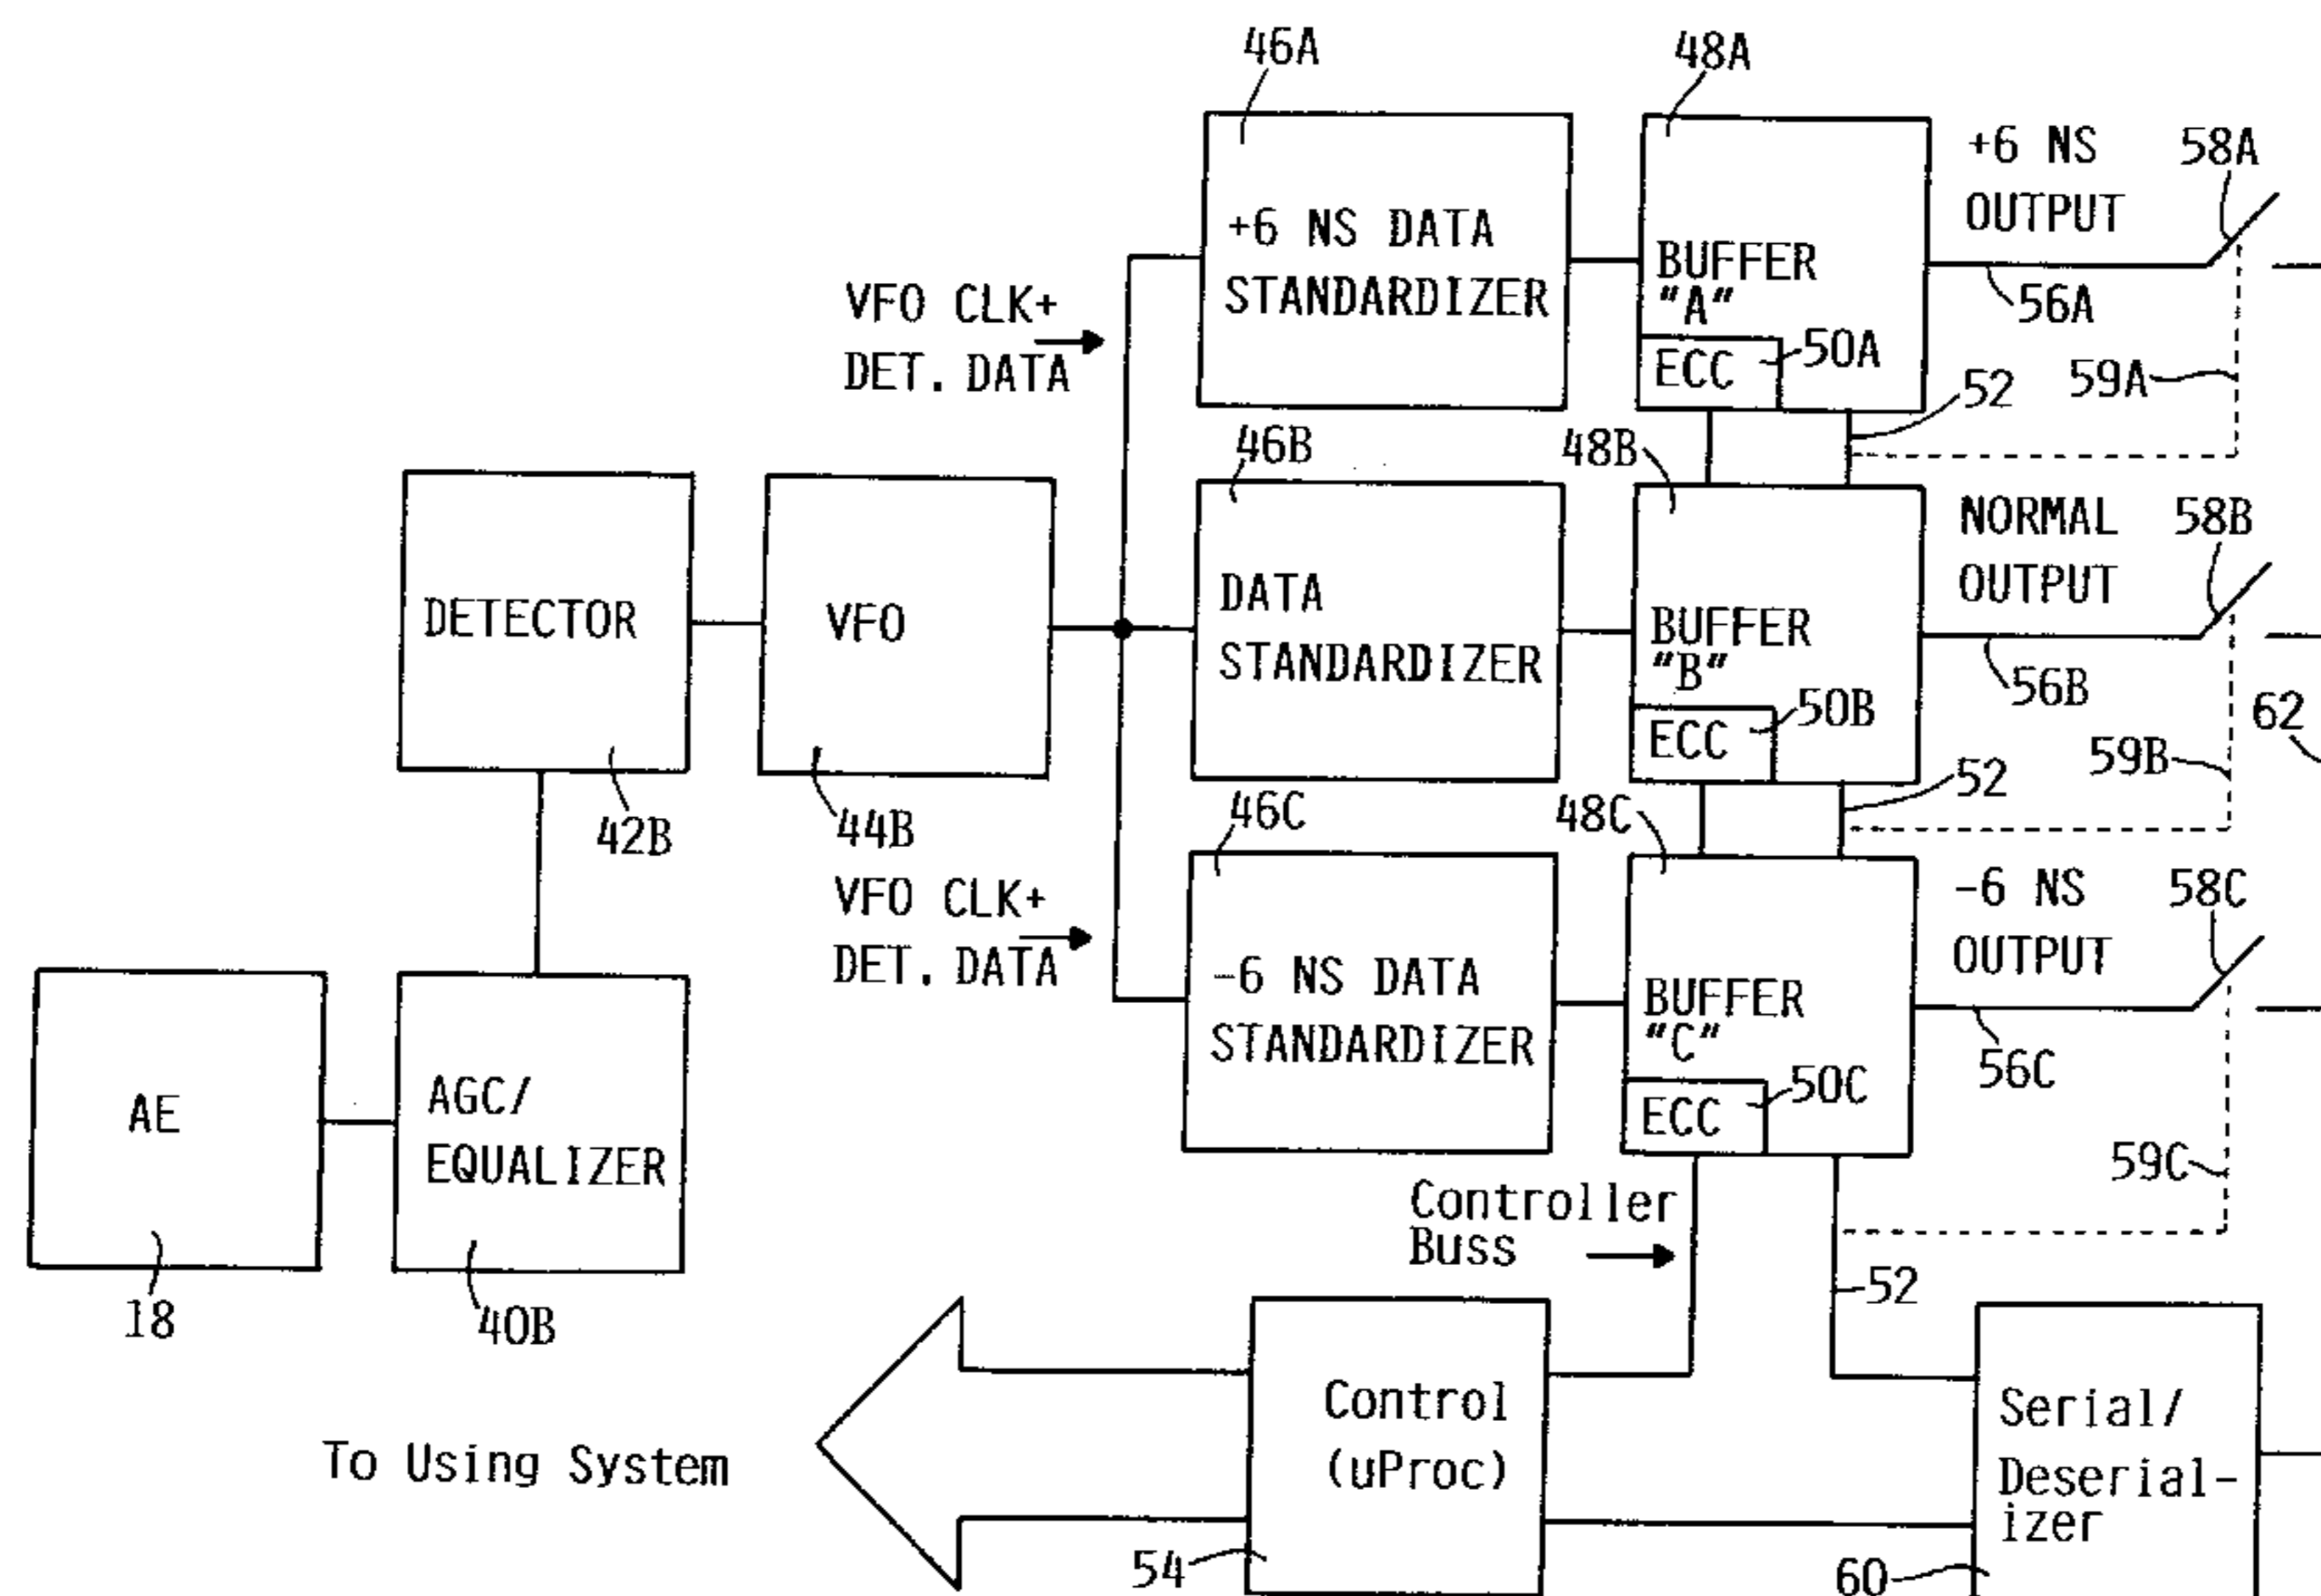 46A
48A
+6 NS
OUTPUT
58A
+6 NS DATA
STANDARDIZER
BUFFER
"A"
ECC
50A
56A
59A
52
VFO CLK+
DET. DATA
46B
48B
NORMAL
OUTPUT
58B
DETECTOR
VFO
DATA
STANDARDIZER
BUFFER
"B"
ECC
50B
56B
62
59B
52
42B
44B
46C
48C
VFO CLK+
DET. DATA
-6 NS
OUTPUT
58C
-6 NS DATA
STANDARDIZER
BUFFER
"C"
ECC
50C
56C
59C
AE
AGC/
EQUALIZER
18
40B
Controller
Buss
52
To Using System
Control
(uProc)
54
Serial/
Deserial-
izer
60